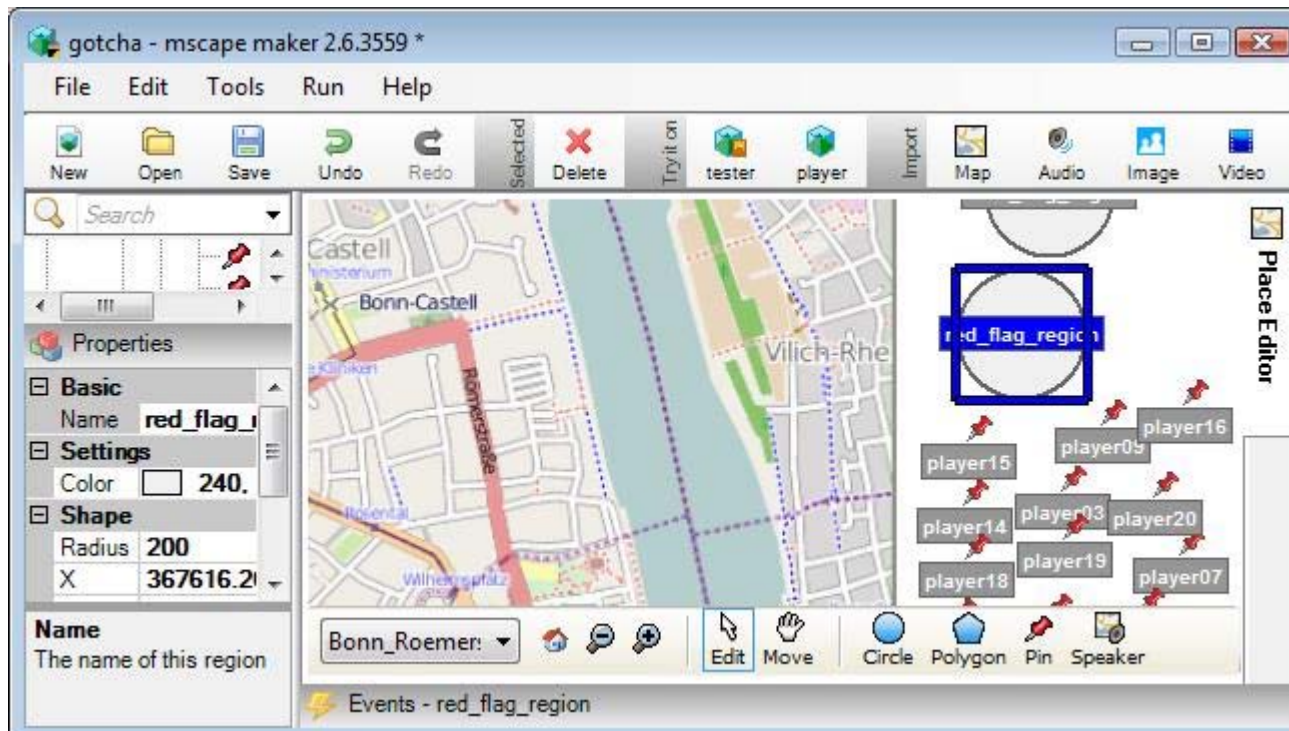 gotcha - mscape maker 2.6.3559 *
File Edit Tools Run Help
New Open Save Undo Redo Selected Delete Try it on tester player Import Map Audio Image Video
Search
Properties
Basic
Name red_flag_r
Settings
Color 240,
Shape
Radius 200
X 367616.20
Name
The name of this region
Castell
Bonn-Castell
Römerstraße
Rosental
Wilhelmsplatz
Vilich-Rhe
red_flag_region
player16
player09
player15
player03
player20
player14
player19
player18
player07
Place Editor
Bonn_Roemer: Edit Move Circle Polygon Pin Speaker
Events - red_flag_region